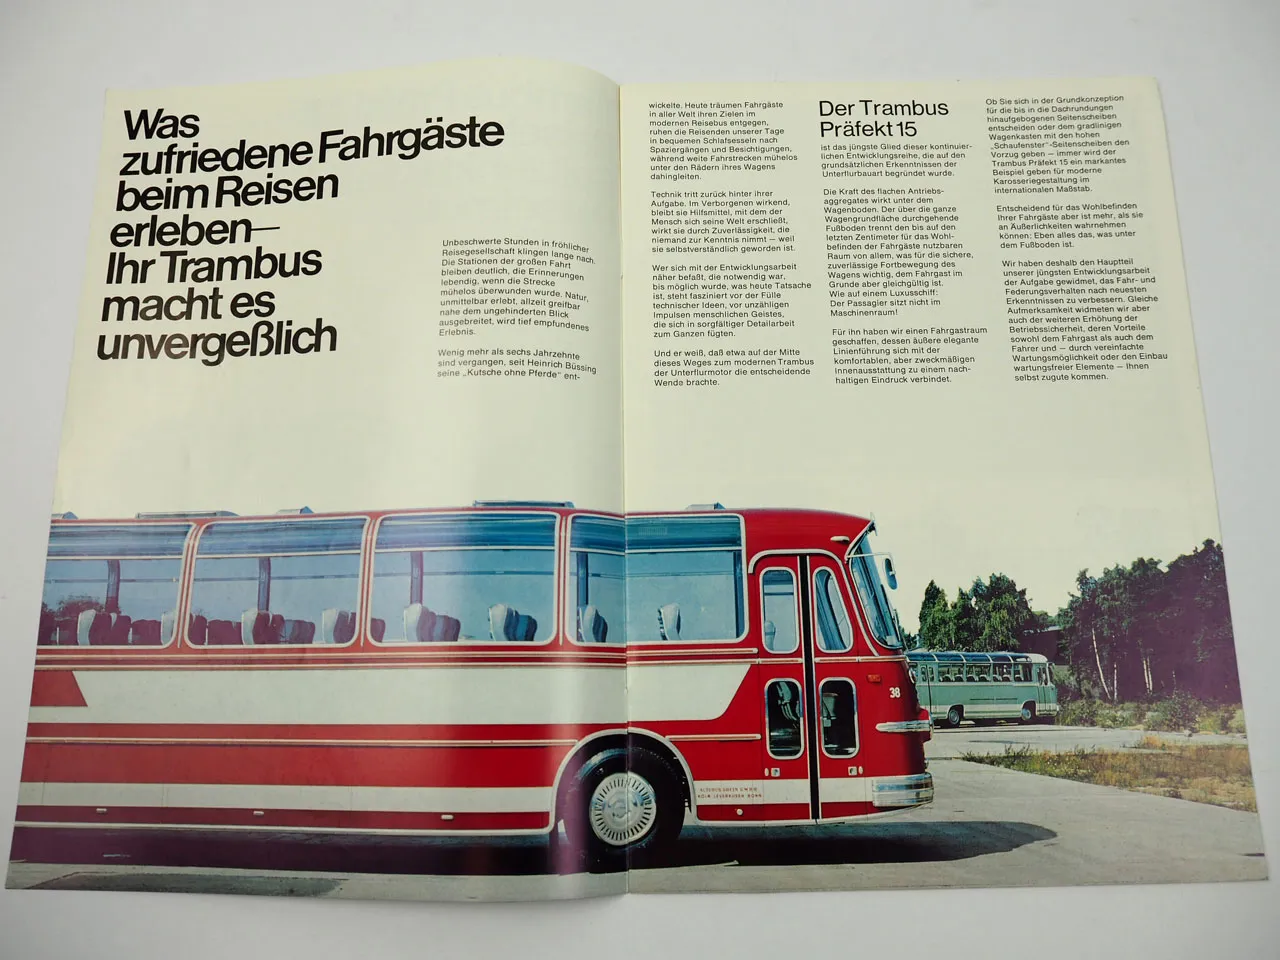 Was
zufriedene Fahrgäste
beim Reisen
erleben—
Ihr Trambus
macht es
unvergeßlich
Unbeschwerte Stunden in fröhlicher
Reisegesellschaft klingen lange nach.
Die Stationen der großen Fahrt
bleiben deutlich, die Erinnerungen
lebendig, wenn die Strecke
mühelos überwunden wurde. Natur,
unmittelbar erlebt, allzeit greifbar
nahe dem ungehinderten Blick
ausgebreitet, wird tief empfundenes
Erlebnis.
Wenig mehr als sechs Jahrzehnte
sind vergangen, seit Heinrich Büssing
seine „Kutsche ohne Pferde" ent-
wickelte. Heute träumen Fahrgäste
in aller Welt ihren Zielen im
modernen Reisebus entgegen,
ruhen die Reisenden unserer Tage
in bequemen Schlafsesseln nach
Spaziergängen und Besichtigungen,
während weite Fahrstrecken mühelos
unter den Rädern ihres Wagens
dahingleiten.
Technik tritt zurück hinter ihrer
Aufgabe. Im Verborgenen wirkend,
bleibt sie Hilfsmittel, mit dem der
Mensch sich seine Welt erschließt,
wirkt sie durch Zuverlässigkeit, die
niemand zur Kenntnis nimmt — weil
sie selbstverständlich geworden ist.
Wer sich mit der Entwicklungsarbeit
näher befaßt, die notwendig war,
bis möglich wurde, was heute Tatsache
ist, steht fasziniert vor der Fülle
technischer Ideen, vor unzähligen
Impulsen menschlichen Geistes,
die sich in sorgfältiger Detailarbeit
zum Ganzen fügten.
Und er weiß, daß etwa auf der Mitte
dieses Weges zum modernen Trambus
der Unterflurmotor die entscheidende
Wende brachte.
Der Trambus
Präfekt 15
ist das jüngste Glied dieser kontinuier-
lichen Entwicklungsreihe, die auf den
grundsätzlichen Erkenntnissen der
Unterflurbauart begründet wurde.
Die Kraft des flachen Antriebs-
aggregates wirkt unter dem
Wagenboden. Der über die ganze
Wagengrundfläche durchgehende
Fußboden trennt den bis auf den
letzten Zentimeter für das Wohl-
befinden der Fahrgäste nutzbaren
Raum von allem, was für die sichere,
zuverlässige Fortbewegung des
Wagens wichtig, dem Fahrgast im
Grunde aber gleichgültig ist.
Wie auf einem Luxusschiff:
Der Passagier sitzt nicht im
Maschinenraum!
Für ihn haben wir einen Fahrgastraum
geschaffen, dessen äußere elegante
Linienführung sich mit der
komfortablen, aber zweckmäßigen
Innenausstattung zu einem nach-
haltigen Eindruck verbindet.
Ob Sie sich in der Grundkonzeption
für die bis in die Dachrundungen
hinaufgebogenen Seitenscheiben
entscheiden oder dem gradlinigen
Wagenkasten mit den hohen
„Schaufenster"-Seitenscheiben den
Vorzug geben — immer wird der
Trambus Präfekt 15 ein markantes
Beispiel geben für moderne
Karosseriegestaltung im
internationalen Maßstab.
Entscheidend für das Wohlbefinden
Ihrer Fahrgäste aber ist mehr, als sie
an Äußerlichkeiten wahrnehmen
können: Eben alles das, was unter
dem Fußboden ist.
Wir haben deshalb den Hauptteil
unserer jüngsten Entwicklungsarbeit
der Aufgabe gewidmet, das Fahr- und
Federungsverhalten nach neuesten
Erkenntnissen zu verbessern. Gleiche
Aufmerksamkeit widmeten wir aber
auch der weiteren Erhöhung der
Betriebssicherheit, deren Vorteile
sowohl dem Fahrgast als auch dem
Fahrer und — durch vereinfachte
Wartungsmöglichkeit oder den Einbau
wartungsfreier Elemente — Ihnen
selbst zugute kommen.
38
KÖLN LEVERKUSEN BONN